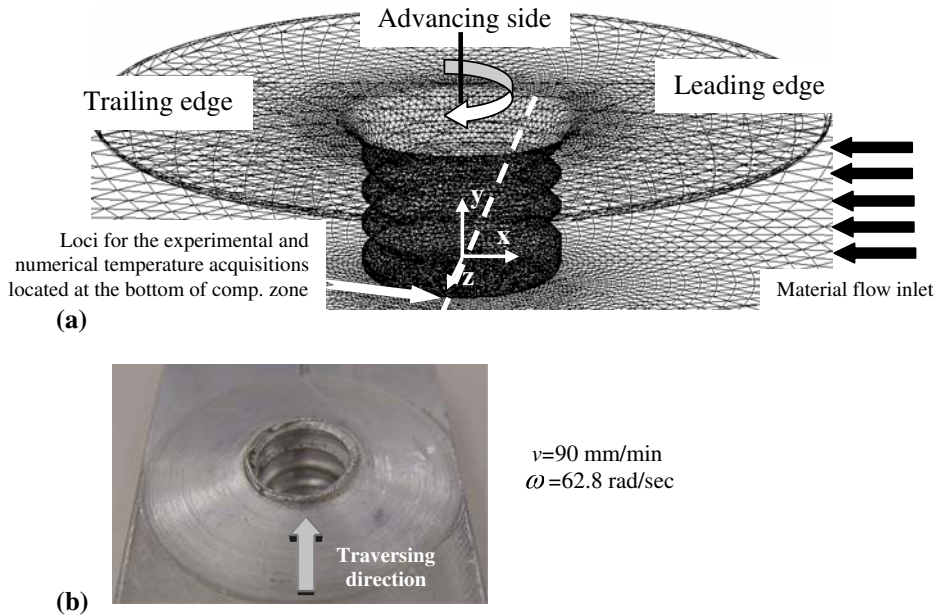 Advancing side
Trailing edge
Leading edge
y
x
z
Loci for the experimental and
numerical temperature acquisitions
located at the bottom of comp. zone
Material flow inlet
(a)
v=90 mm/min
ω=62.8 rad/sec
Traversing
direction
(b)